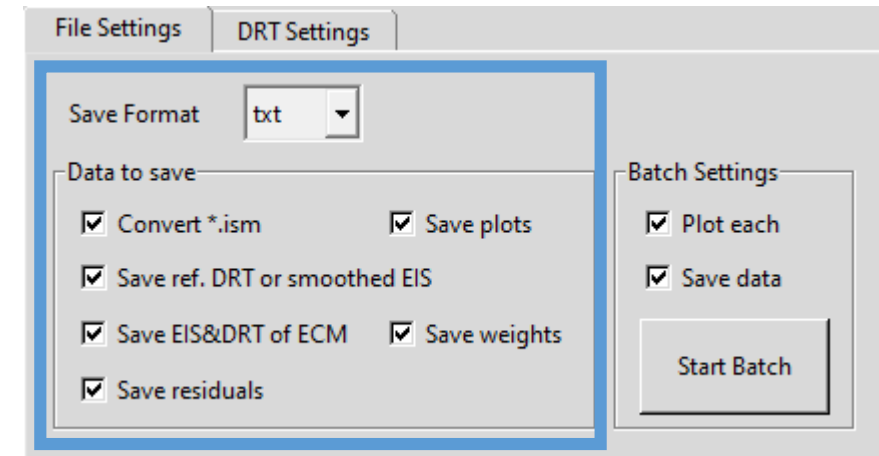 File Settings DRT Settings
Save Format txt
Data to save
Convert *.ism Save plots
Save ref. DRT or smoothed EIS
Save EIS&DRT of ECM Save weights
Save residuals
Batch Settings
Plot each
Save data
Start Batch